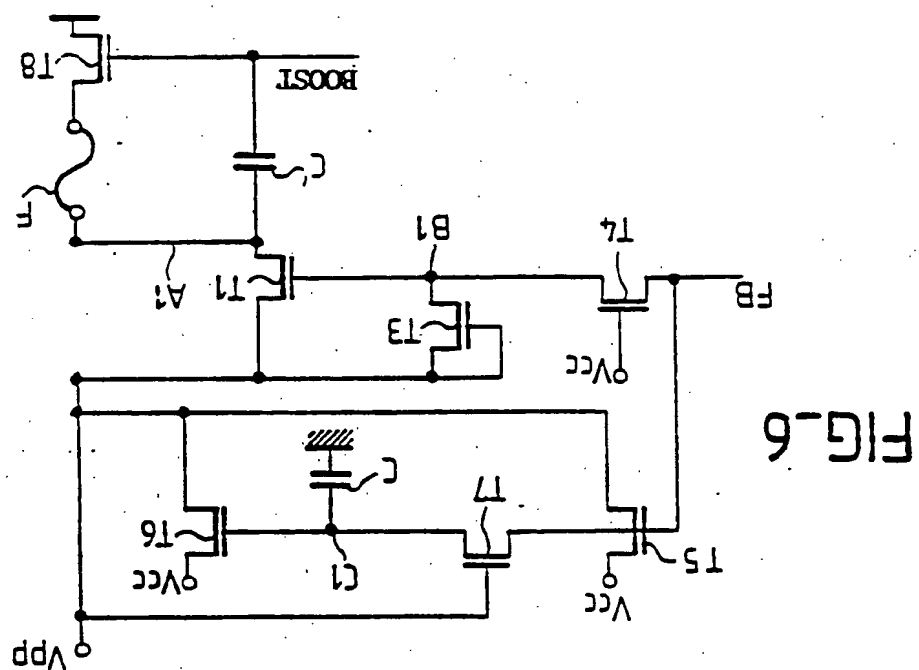 Vpp
Vcc
Vcc
T5
C1
T6
T7
C
FIG_6
Vcc
T3
FB
A1
T1
T4
B1
F
C'
BOOST
T8